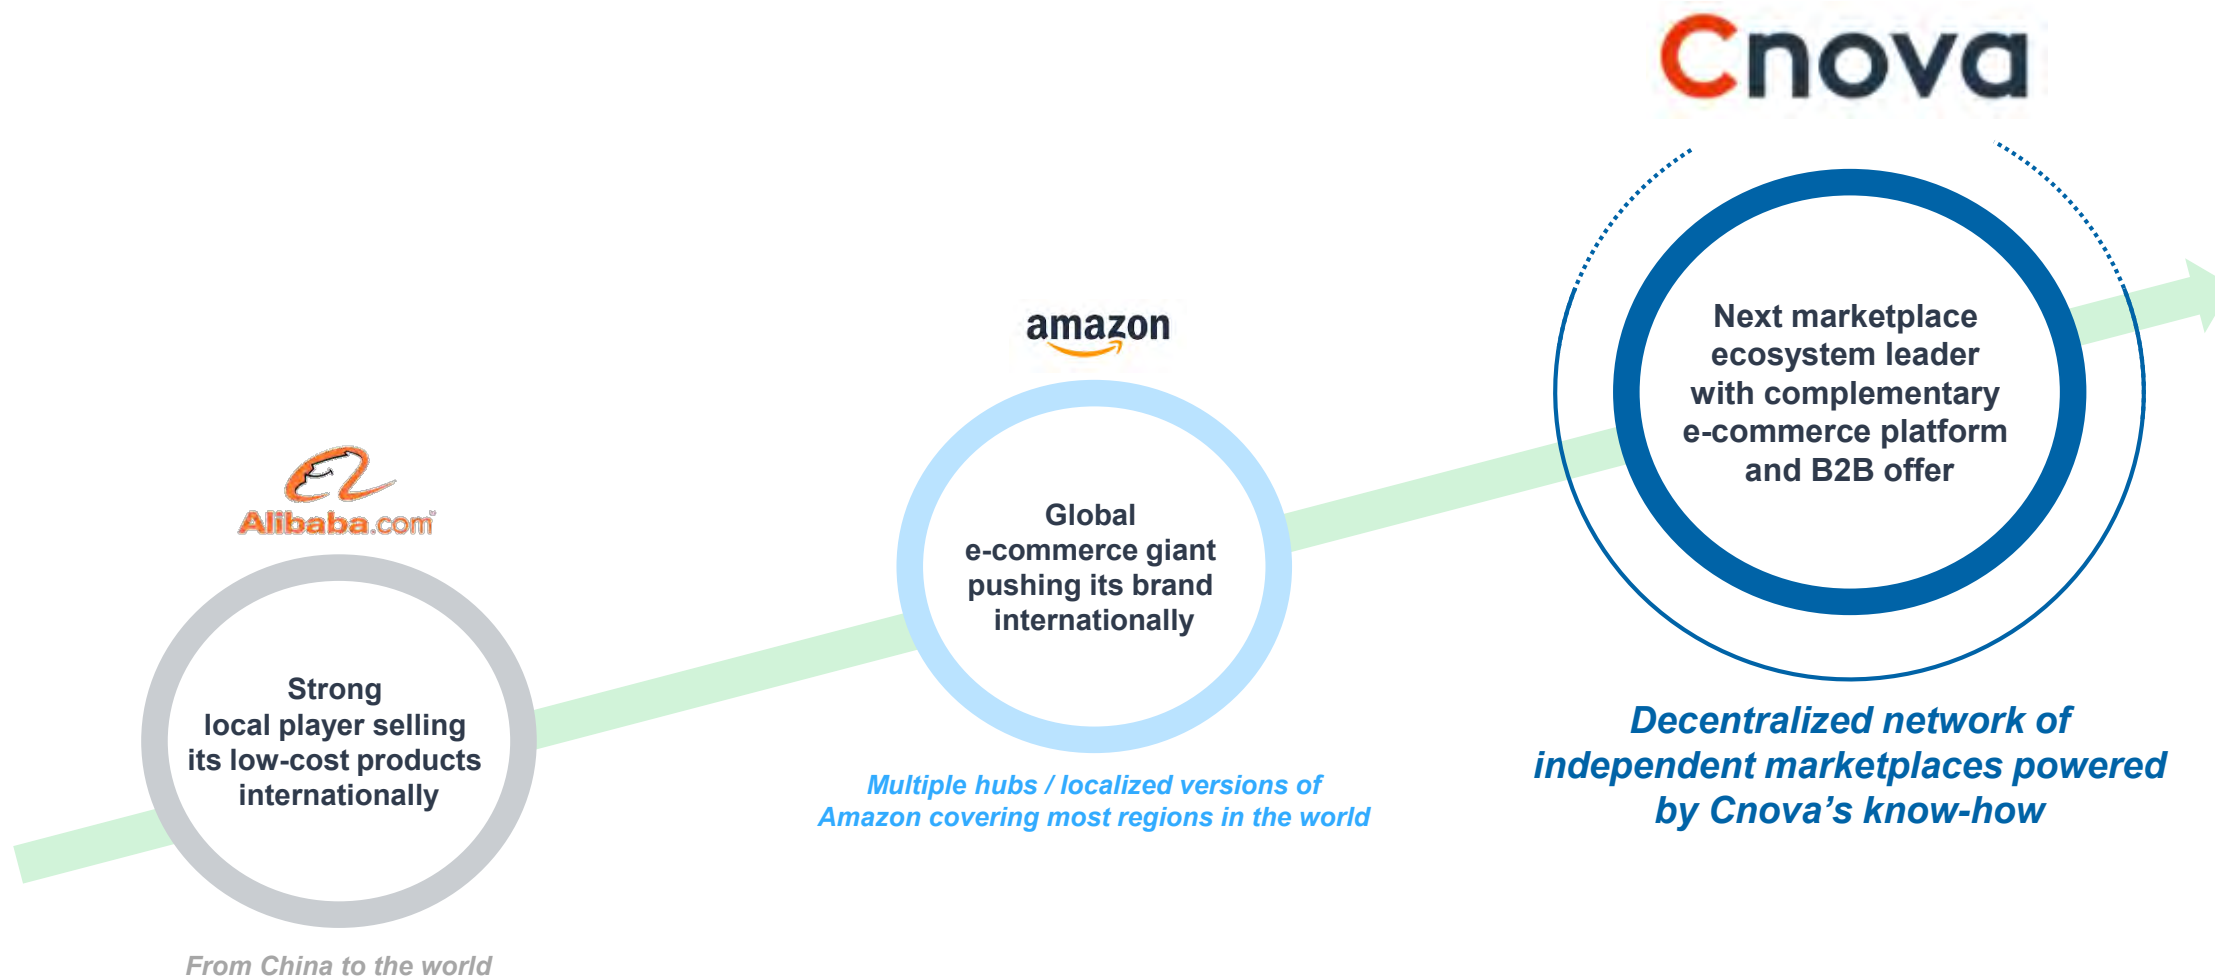 Cnova
Next marketplace
ecosystem leader
with complementary
e-commerce platform
and B2B offer
Decentralized network of
independent marketplaces powered
by Cnova’s know-how
amazon
Global
e-commerce giant
pushing its brand
internationally
Multiple hubs / localized versions of
Amazon covering most regions in the world
Alibaba.com
Strong
local player selling
its low-cost products
internationally
From China to the world